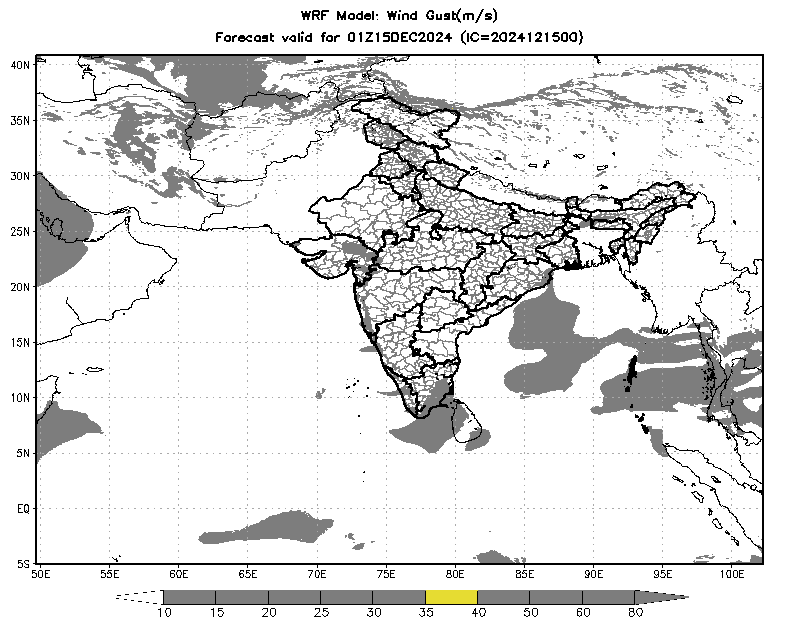 WRF Model: Wind Gust(m/s)
Forecast valid for 01Z15DEC2024 (IC=2024121500)
40N
35N
30N
25N
20N
15N
10N
5N
EQ
5S
50E 55E 60E 65E 70E 75E 80E 85E 90E 95E 100E
10 15 20 25 30 35 40 50 60 80